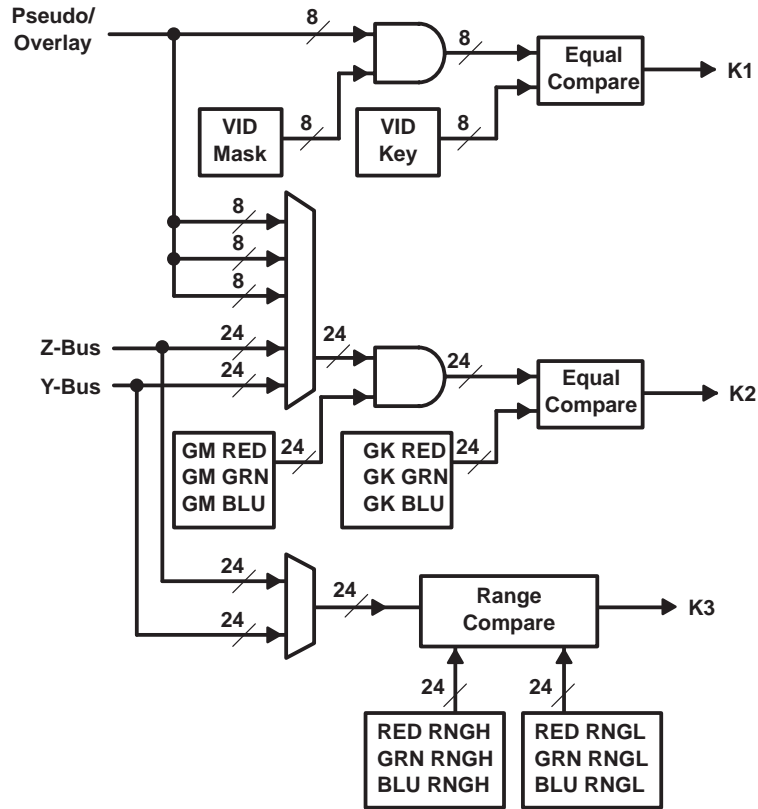 Pseudo/
Overlay
8
8
Equal
Compare
K1
VID
Mask
8
VID
Key
8
8
8
8
Z-Bus
24
24
24
Y-Bus
24
Equal
Compare
K2
GM RED
GM GRN
GM BLU
24
GK RED
GK GRN
GK BLU
24
24
24
24
Range
Compare
K3
24
24
RED RNGH
GRN RNGH
BLU RNGH
RED RNGL
GRN RNGL
BLU RNGL